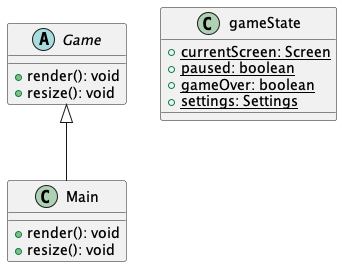 A Game
+ render(): void
+ resize(): void
C gameState
+ currentScreen: Screen
+ paused: boolean
+ gameOver: boolean
+ settings: Settings
C Main
+ render(): void
+ resize(): void